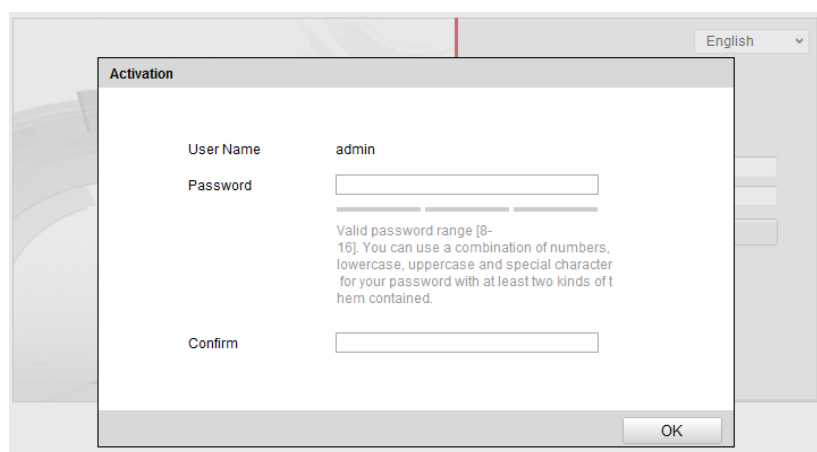 English
Activation
User Name admin
Password
Valid password range [8-
16]. You can use a combination of numbers,
lowercase, uppercase and special character
for your password with at least two kinds of t
hem contained.
Confirm
OK